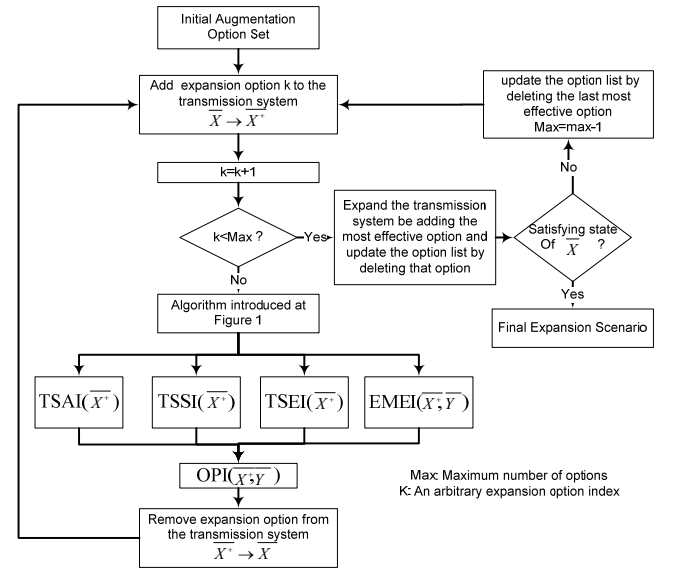 Initial Augmentation
Option Set
Add expansion option k to the
transmission system
X̅ → X̅⁺
k=k+1
k<Max ?
Yes
No
Expand the transmission
system be adding the
most effective option and
update the option list by
deleting that option
Satisfying state
Of X̅ ?
No
update the option list by
deleting the last most
effective option
Max=max-1
Yes
Final Expansion Scenario
Algorithm introduced at
Figure 1
TSAI(X̅⁺)
TSSI(X̅⁺)
TSEI(X̅⁺)
EMEI(X̅⁺,Y̅)
OPI(X̅⁺,Y̅)
Remove expansion option from
the transmission system
X̅⁺ → X̅
Max: Maximum number of options
K: An arbitrary expansion option index